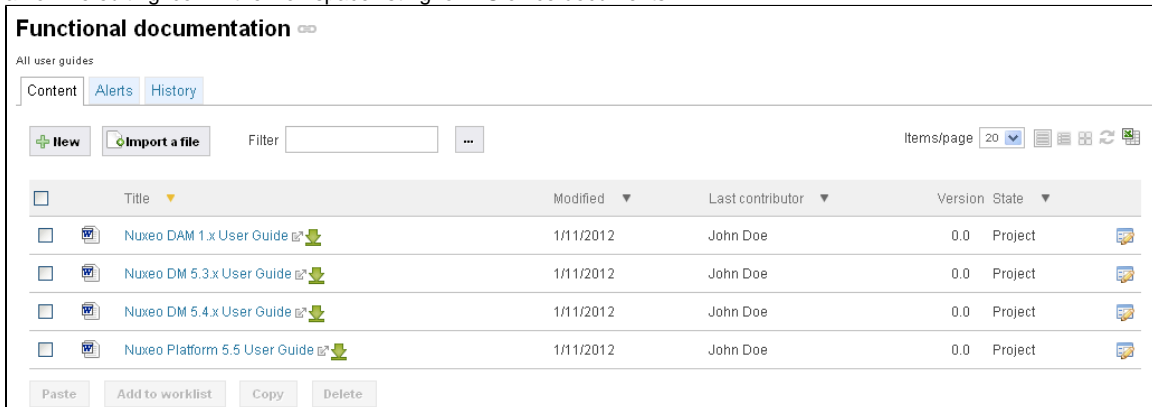 Functional documentation
All user guides
Content Alerts History
New Import a file Filter ... Items/page 20
Title Modified Last contributor Version State
Nuxeo DAM 1.x User Guide 1/11/2012 John Doe 0.0 Project
Nuxeo DM 5.3.x User Guide 1/11/2012 John Doe 0.0 Project
Nuxeo DM 5.4.x User Guide 1/11/2012 John Doe 0.0 Project
Nuxeo Platform 5.5 User Guide 1/11/2012 John Doe 0.0 Project
Paste Add to worklist Copy Delete